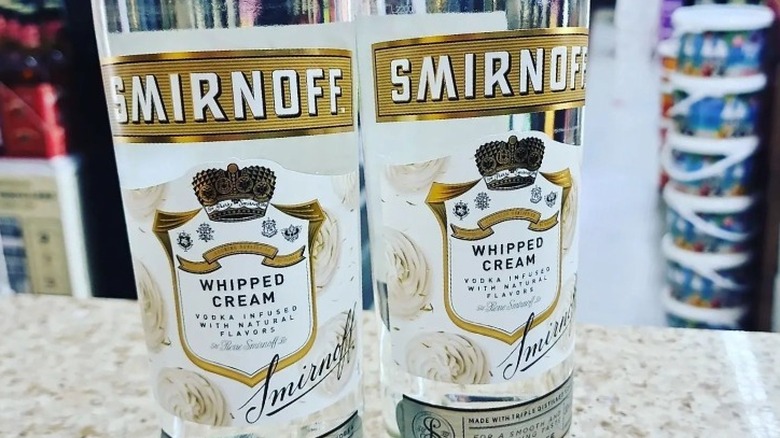 SMIRNOFF
WHIPPED
CREAM
VODKA INFUSED
WITH NATURAL
FLAVORS
Smirnoff
SMIRNOFF
WHIPPED
CREAM
VODKA INFUSED
WITH NATURAL
FLAVORS
Smirnoff
MADE WITH TRIPLE
FOR A SMOOTH AND